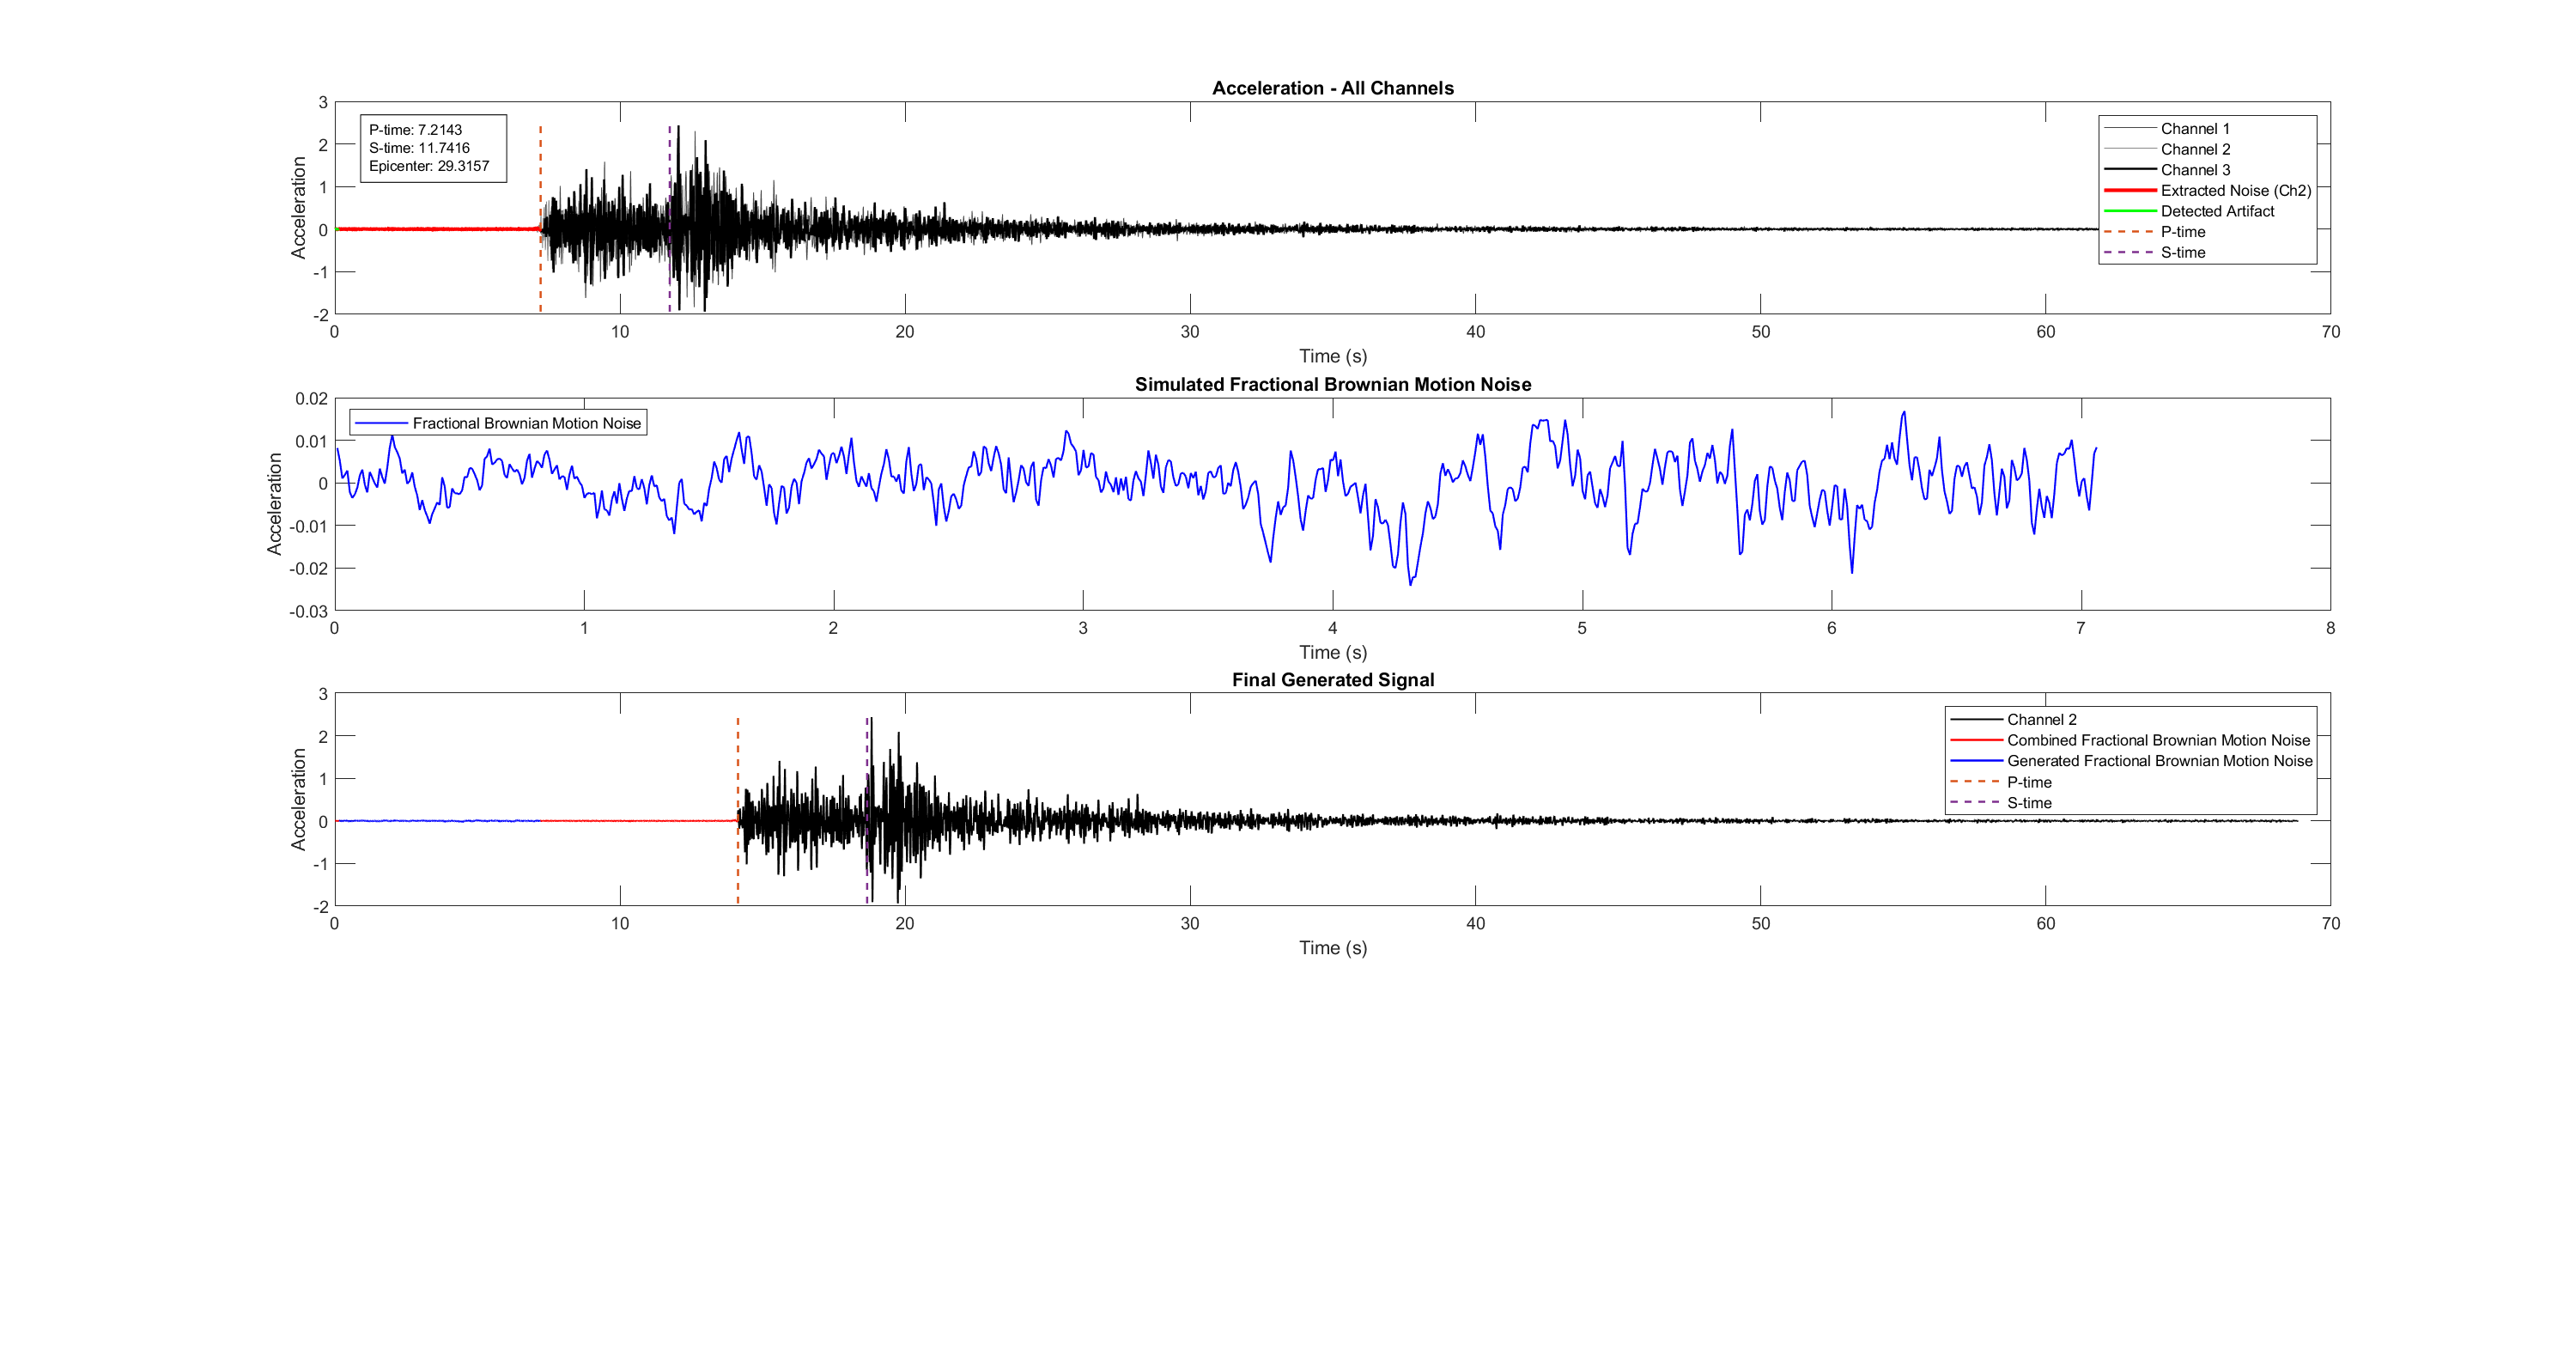 Acceleration - All Channels
3
2
1
0
-1
-2
Acceleration
P-time: 7.2143
S-time: 11.7416
Epicenter: 29.3157
Channel 1
Channel 2
Channel 3
Extracted Noise (Ch2)
Detected Artifact
P-time
S-time
0 10 20 30 40 50 60 70
Time (s)
Simulated Fractional Brownian Motion Noise
0.02
0.01
0
-0.01
-0.02
-0.03
Acceleration
Fractional Brownian Motion Noise
0 1 2 3 4 5 6 7 8
Time (s)
Final Generated Signal
3
2
1
0
-1
-2
Acceleration
Channel 2
Combined Fractional Brownian Motion Noise
Generated Fractional Brownian Motion Noise
P-time
S-time
0 10 20 30 40 50 60 70
Time (s)